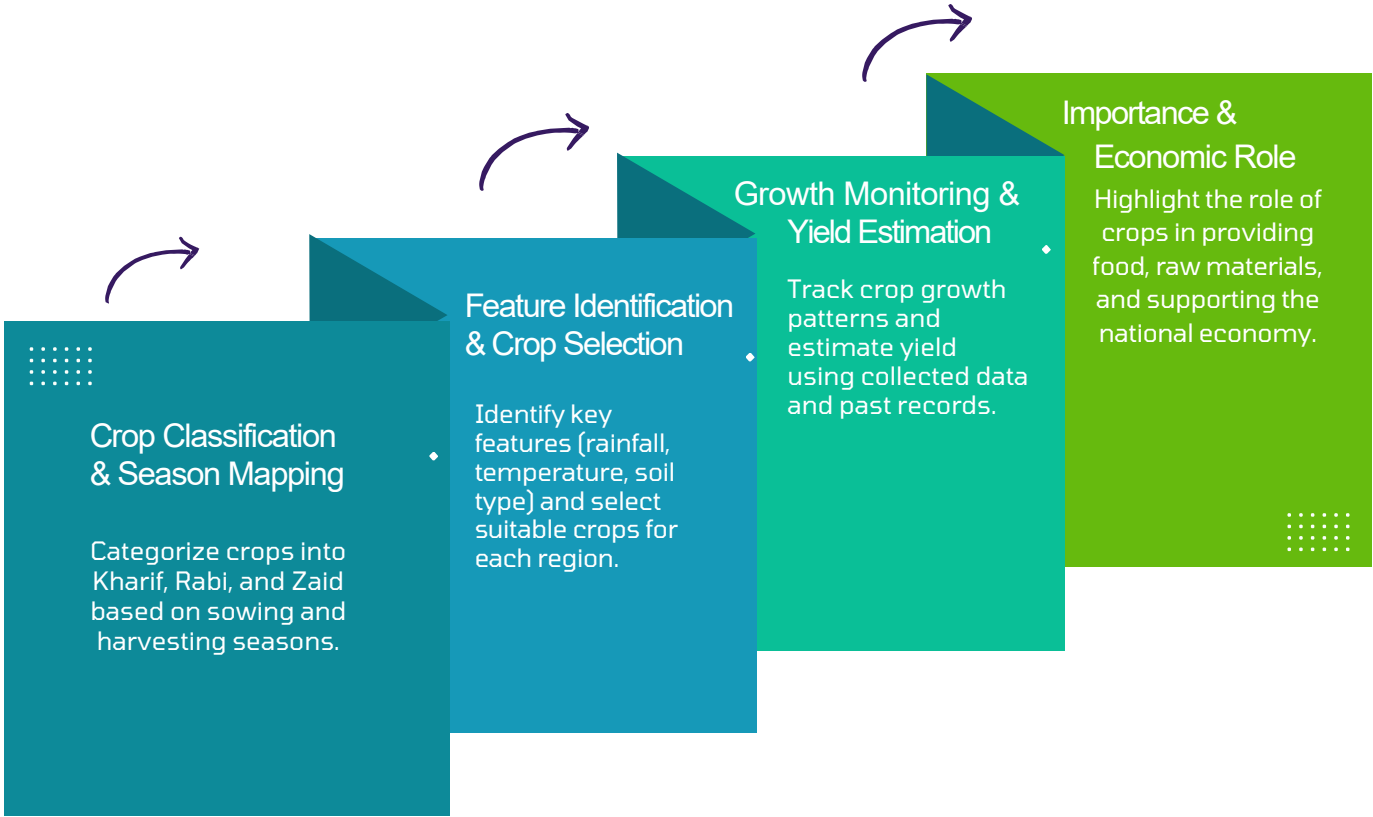 Crop Classification
& Season Mapping
Categorize crops into
Kharif, Rabi, and Zaid
based on sowing and
harvesting seasons.
Feature Identification
& Crop Selection
Identify key
features (rainfall,
temperature, soil
type) and select
suitable crops for
each region.
Growth Monitoring &
Yield Estimation
Track crop growth
patterns and
estimate yield
using collected data
and past records.
Importance &
Economic Role
Highlight the role of
crops in providing
food, raw materials,
and supporting the
national economy.